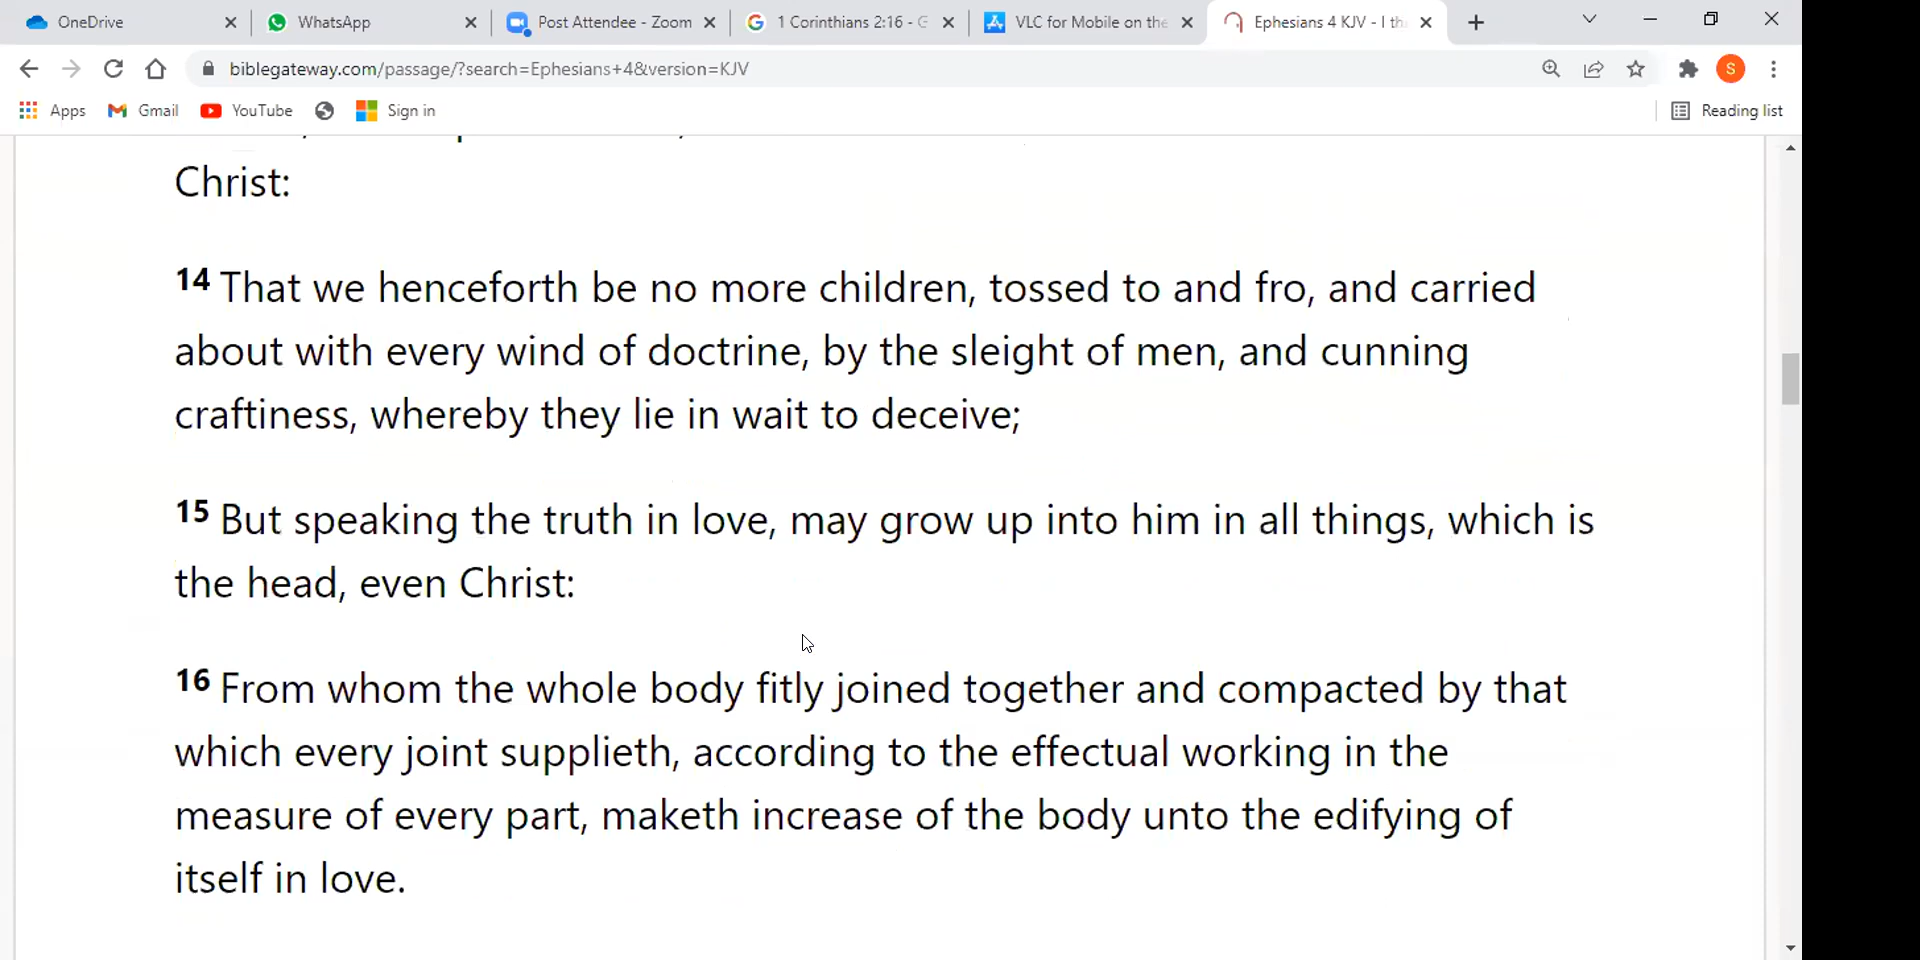 OneDrive WhatsApp Post Attendee - Zoom 1 Corinthians 2:16 - G VLC for Mobile on the Ephesians 4 KJV - I th
biblegateway.com/passage/?search=Ephesians+4&version=KJV S
Apps Gmail YouTube Sign in Reading list
Christ:
14 That we henceforth be no more children, tossed to and fro, and carried
about with every wind of doctrine, by the sleight of men, and cunning
craftiness, whereby they lie in wait to deceive;
15 But speaking the truth in love, may grow up into him in all things, which is
the head, even Christ:
16 From whom the whole body fitly joined together and compacted by that
which every joint supplieth, according to the effectual working in the
measure of every part, maketh increase of the body unto the edifying of
itself in love.